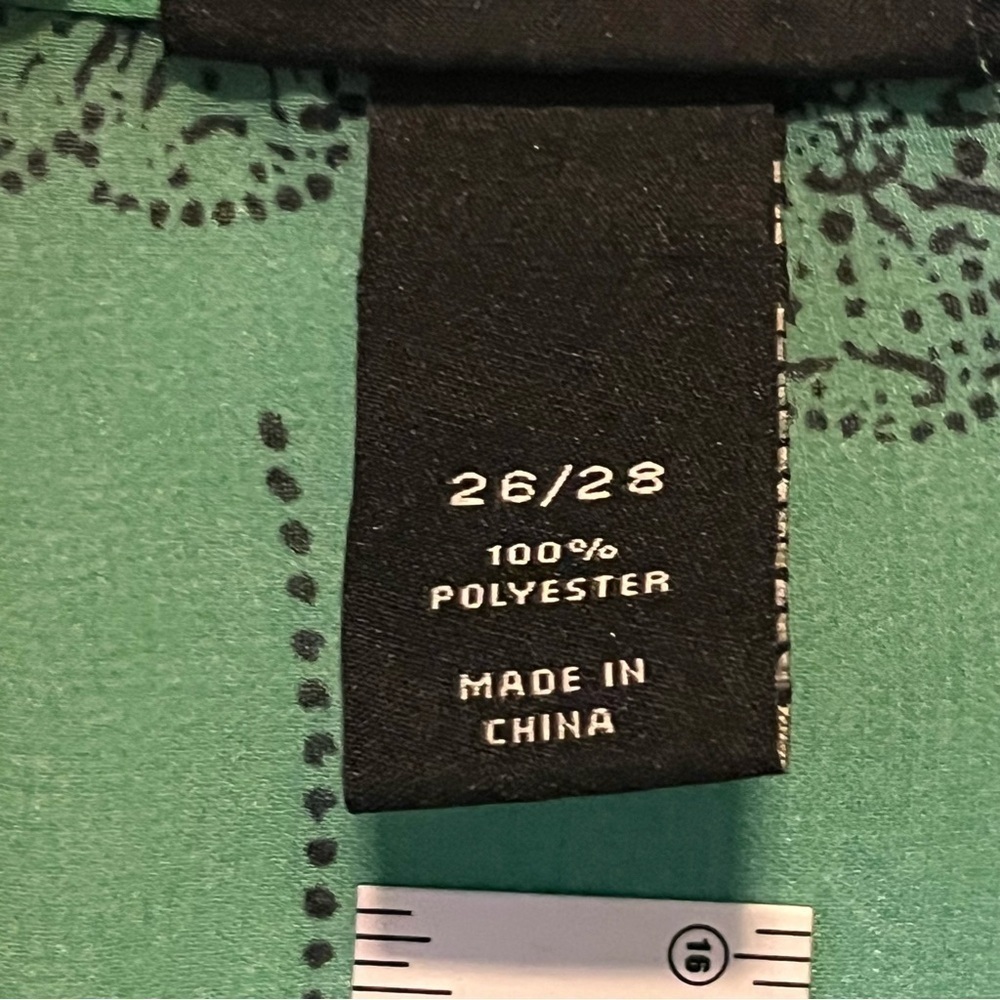 26/28
100%
POLYESTER
MADE IN
CHINA
16